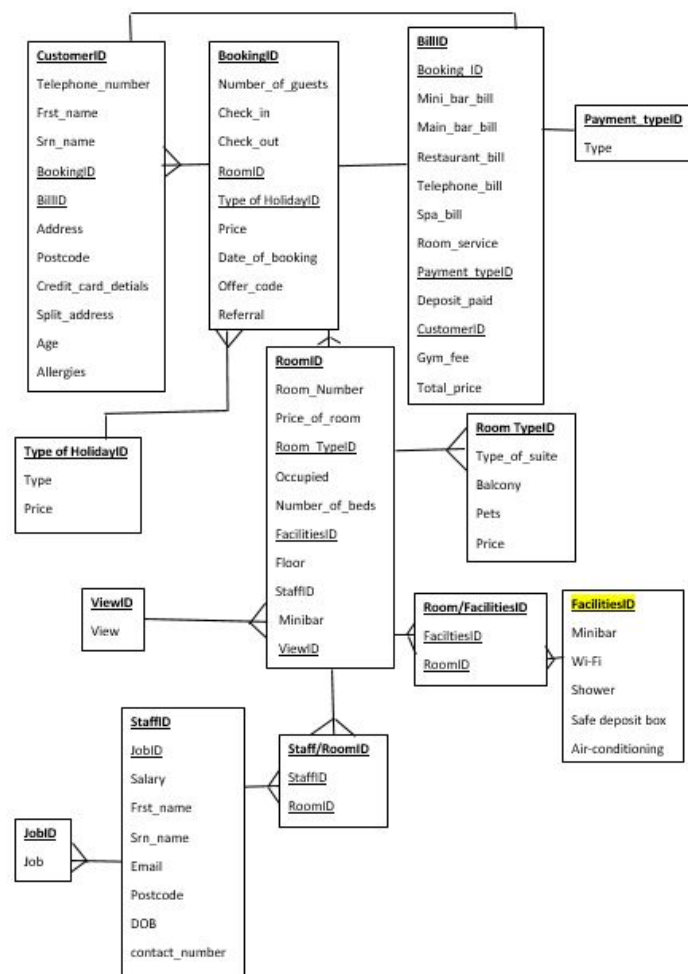 CustomerID
Telephone_number
Frst_name
Srn_name
BookingID
BillID
Address
Postcode
Credit_card_detials
Split_address
Age
Allergies
BookingID
Number_of_guests
Check_in
Check_out
RoomID
Type of HolidayID
Price
Date_of_booking
Offer_code
Referral
BillID
Booking_ID
Mini_bar_bill
Main_bar_bill
Restaurant_bill
Telephone_bill
Spa_bill
Room_service
Payment_typeID
Deposit_paid
CustomerID
Gym_fee
Total_price
Payment_typeID
Type
Type of HolidayID
Type
Price
RoomID
Room_Number
Price_of_room
Room_TypeID
Occupied
Number_of_beds
FacilitiesID
Floor
StaffID
Minibar
ViewID
Room TypeID
Type_of_suite
Balcony
Pets
Price
ViewID
View
Room/FacilitiesID
FaciltiesID
RoomID
FacilitiesID
Minibar
Wi-Fi
Shower
Safe deposit box
Air-conditioning
StaffID
JobID
Salary
Frst_name
Srn_name
Email
Postcode
DOB
contact_number
Staff/RoomID
StaffID
RoomID
JobID
Job